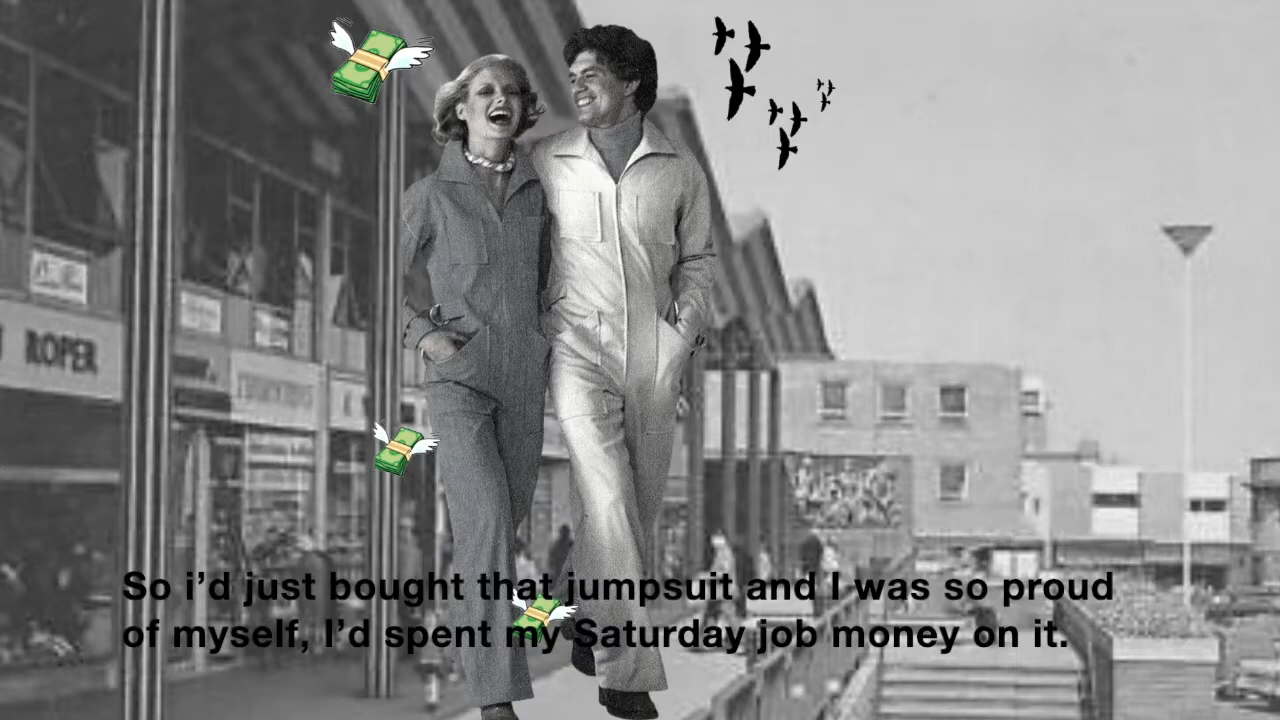 ROPER
So i’d just bought that jumpsuit and I was so proud
of myself, I’d spent my Saturday job money on it.